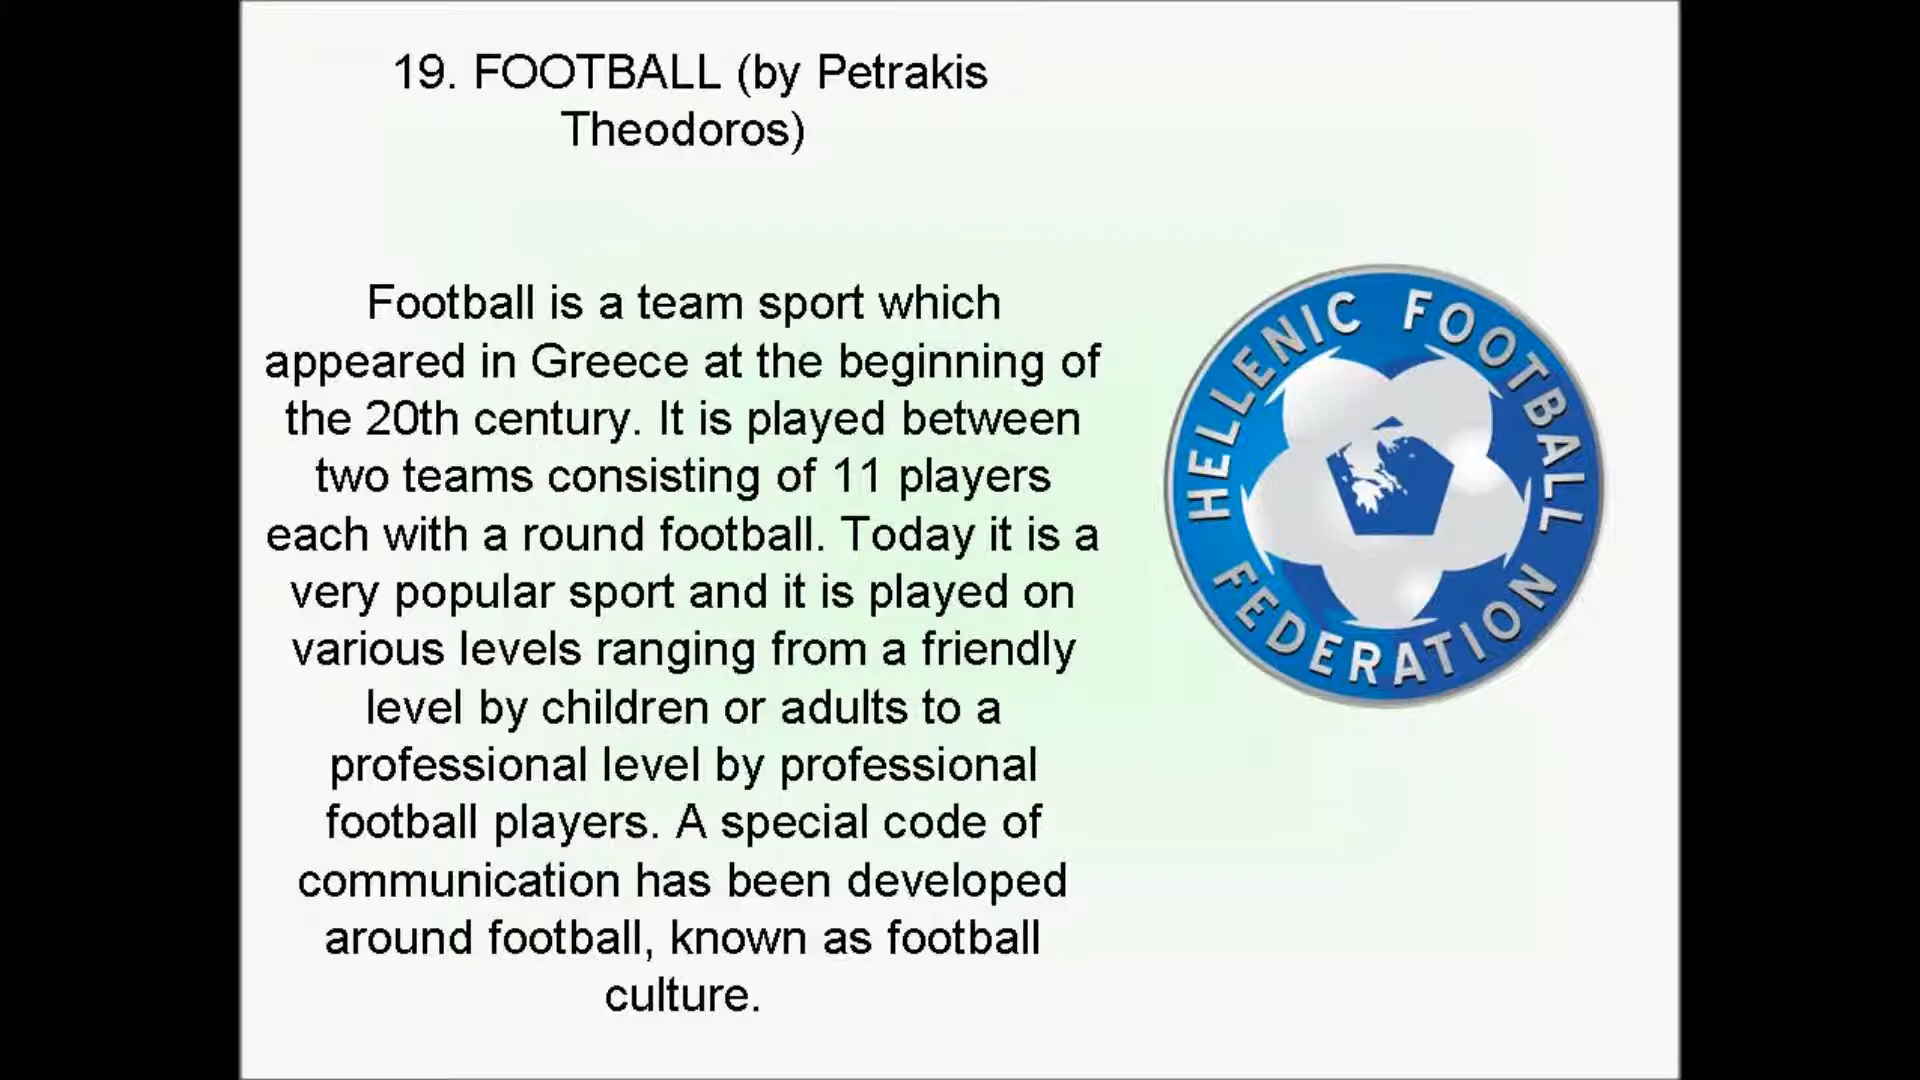 19. FOOTBALL (by Petrakis
Theodoros)
Football is a team sport which
appeared in Greece at the beginning of
the 20th century. It is played between
two teams consisting of 11 players
each with a round football. Today it is a
very popular sport and it is played on
various levels ranging from a friendly
level by children or adults to a
professional level by professional
football players. A special code of
communication has been developed
around football, known as football
culture.
HELLENIC FOOTBALL
FEDERATION